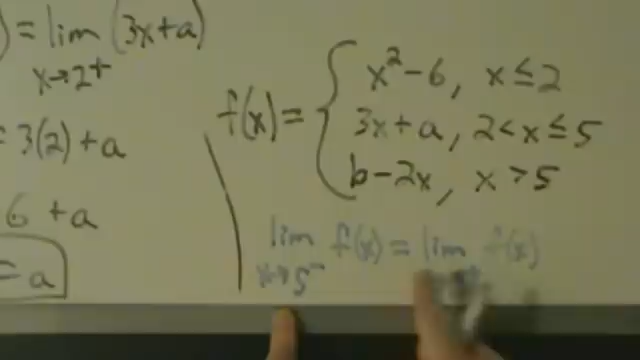 ) = lim (3x+a)
x→2⁺
= 3(2) + a
6 + a
= a
f(x) = { x² - 6, x ≤ 2
3x + a, 2 < x ≤ 5
b - 2x, x > 5
lim f(x) = lim f(x)
x→5⁻